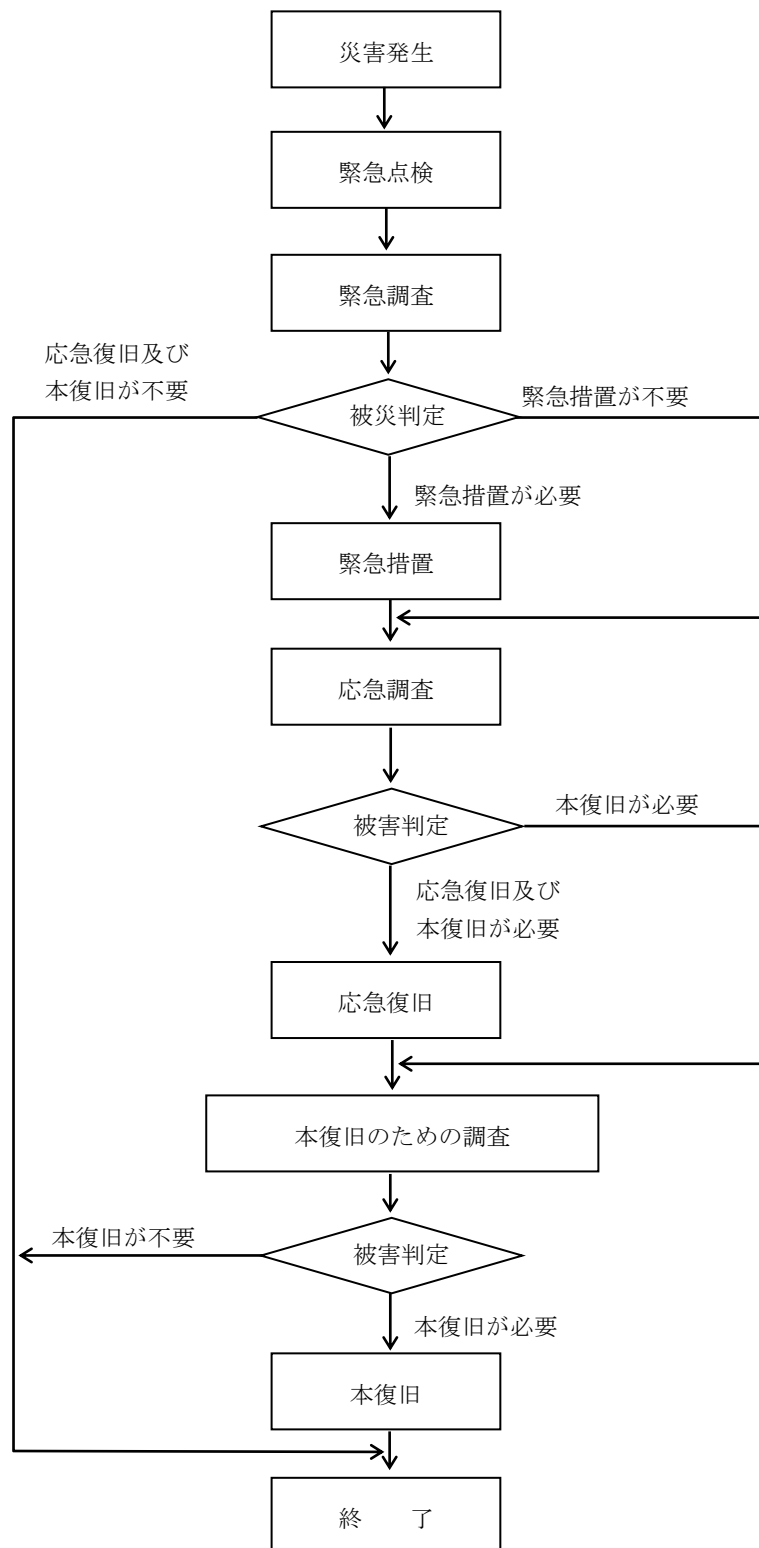 災害発生
緊急点検
緊急調査
応急復旧及び
本復旧が不要
被災判定
緊急措置が不要
緊急措置が必要
緊急措置
応急調査
被害判定
本復旧が必要
応急復旧及び
本復旧が必要
応急復旧
本復旧のための調査
本復旧が不要
被害判定
本復旧が必要
本復旧
終　　了